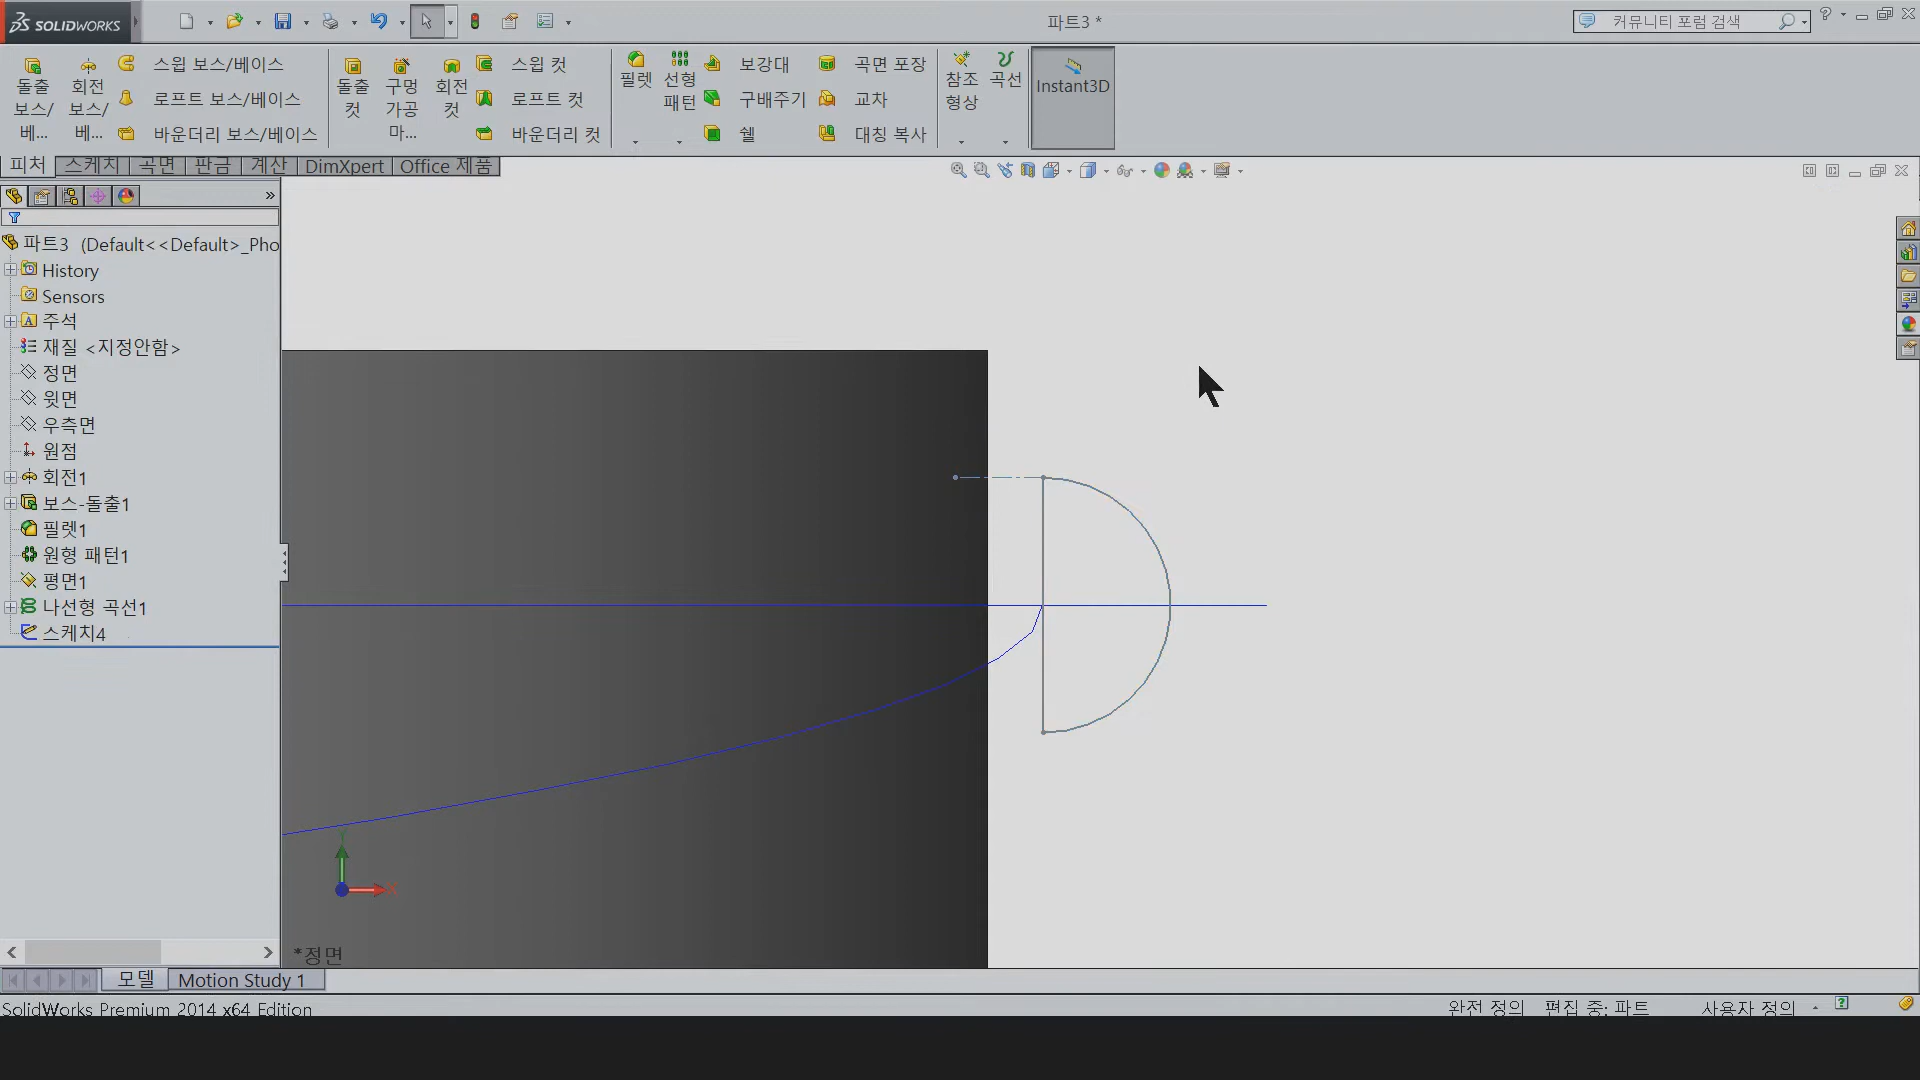 SOLIDWORKS
파트3 *
커뮤니티 포럼 검색
돌출 보스/베...
회전 보스/베...
스윕 보스/베이스
로프트 보스/베이스
바운더리 보스/베이스
돌출 컷
구멍 가공 마...
회전 컷
스윕 컷
로프트 컷
바운더리 컷
필렛
선형 패턴
보강대
구배주기
쉘
곡면 포장
교차
대칭 복사
참조 형상
곡선
Instant3D
피처 스케치 곡면 판금 계산 DimXpert Office 제품
파트3 (Default<<Default>_Pho
History
Sensors
주석
재질 <지정안함>
정면
윗면
우측면
원점
회전1
보스-돌출1
필렛1
원형 패턴1
평면1
나선형 곡선1
스케치4
Y
X
*정면
모델 Motion Study 1
SolidWorks Premium 2014 x64 Edition
완전 정의 편집 중: 파트 사용자 정의